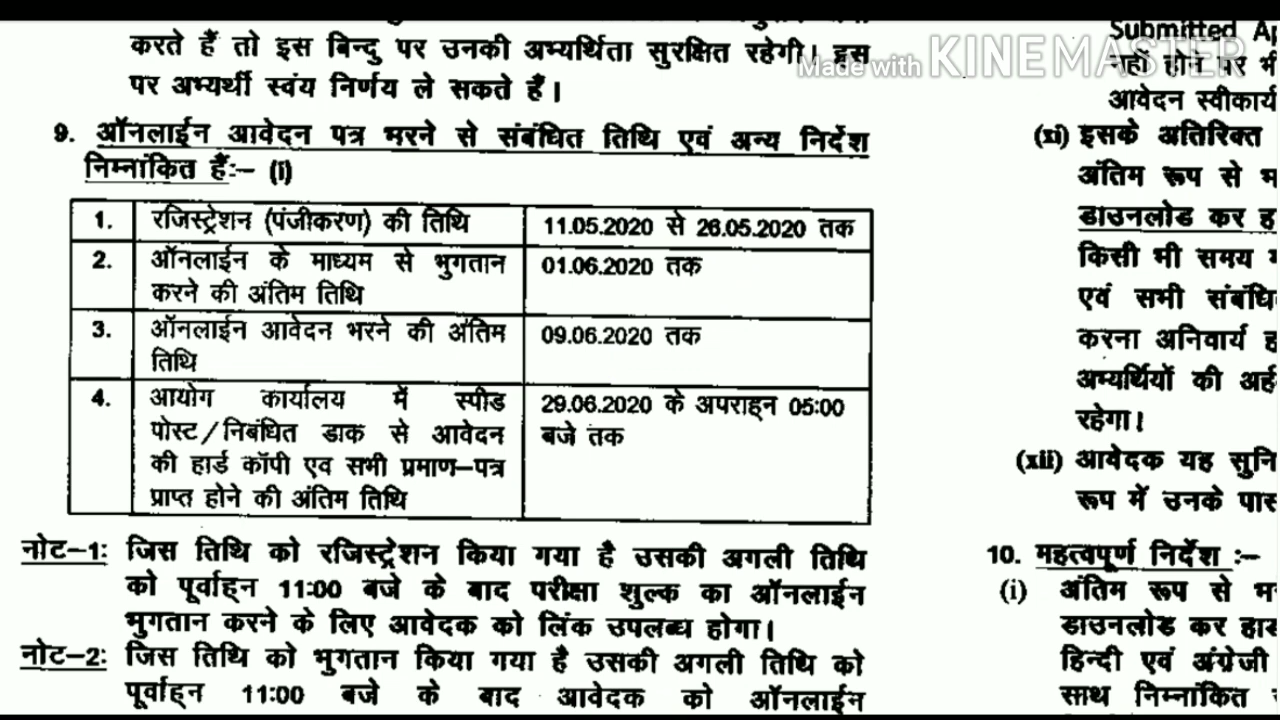 करते हैं तो इस बिन्दु पर उनकी अभ्यर्थिता सुरक्षित रहेगी। इस
पर अभ्यर्थी स्वंय निर्णय ले सकते हैं।
9. ऑनलाईन आवेदन पत्र भरने से संबंधित तिथि एवं अन्य निर्देश
निम्नांकित हैंः– (i)
1. रजिस्ट्रेशन (पंजीकरण) की तिथि 11.05.2020 से 26.05.2020 तक
2. ऑनलाईन के माध्यम से भुगतान 01.06.2020 तक
करने की अंतिम तिथि
3. ऑनलाईन आवेदन भरने की अंतिम 09.06.2020 तक
तिथि
4. आयोग कार्यालय में स्पीड 29.06.2020 के अपराह्न 05:00
पोस्ट/निबंधित डाक से आवेदन बजे तक
की हार्ड कॉपी एव सभी प्रमाण–पत्र
प्राप्त होने की अंतिम तिथि
नोट–1: जिस तिथि को रजिस्ट्रेशन किया गया है उसकी अगली तिथि
को पूर्वाह्न 11:00 बजे के बाद परीक्षा शुल्क का ऑनलाईन
भुगतान करने के लिए आवेदक को लिंक उपलब्ध होगा।
नोट–2: जिस तिथि को भुगतान किया गया है उसकी अगली तिथि को
पूर्वाह्न 11:00 बजे के बाद आवेदक को ऑनलाईन
Submitted
Made with KINEMASTER
नहीं होने पर भी
आवेदन स्वीकार्य
(xi) इसके अतिरिक्त
अंतिम रूप से
डाउनलोड कर
किसी भी समय
एवं सभी
करना अनिवार्य
अभ्यर्थियों की
रहेगा।
(xii) आवेदक यह
रूप में उनके
10. महत्वपूर्ण निर्देश :–
(i) अंतिम रूप से
डाउनलोड कर
हिन्दी एवं अंग्रेजी
साथ निम्नांकित